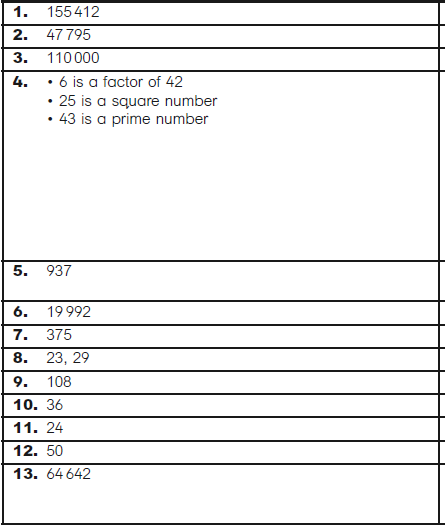 1. 155 412
2. 47 795
3. 110 000
4. • 6 is a factor of 42
• 25 is a square number
• 43 is a prime number
5. 937
6. 19 992
7. 375
8. 23, 29
9. 108
10. 36
11. 24
12. 50
13. 64 642